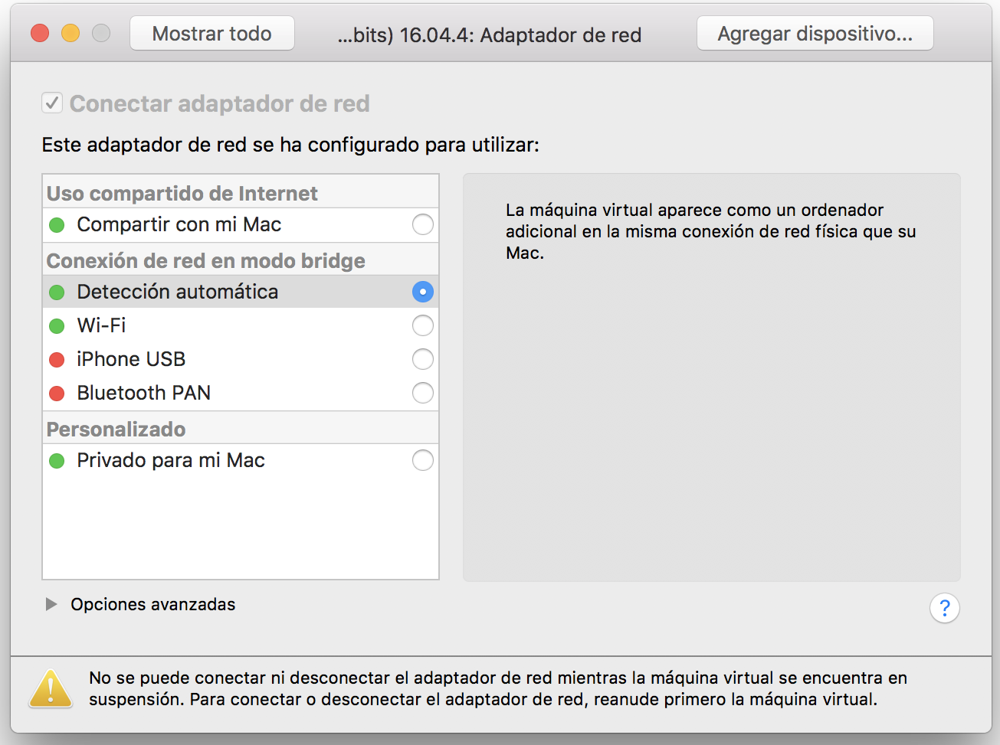 Mostrar todo
...bits) 16.04.4: Adaptador de red
Agregar dispositivo...
Conectar adaptador de red
Este adaptador de red se ha configurado para utilizar:
Uso compartido de Internet
Compartir con mi Mac
Conexión de red en modo bridge
Detección automática
Wi-Fi
iPhone USB
Bluetooth PAN
Personalizado
Privado para mi Mac
La máquina virtual aparece como un ordenador
adicional en la misma conexión de red física que su
Mac.
Opciones avanzadas
?
No se puede conectar ni desconectar el adaptador de red mientras la máquina virtual se encuentra en
suspensión. Para conectar o desconectar el adaptador de red, reanude primero la máquina virtual.